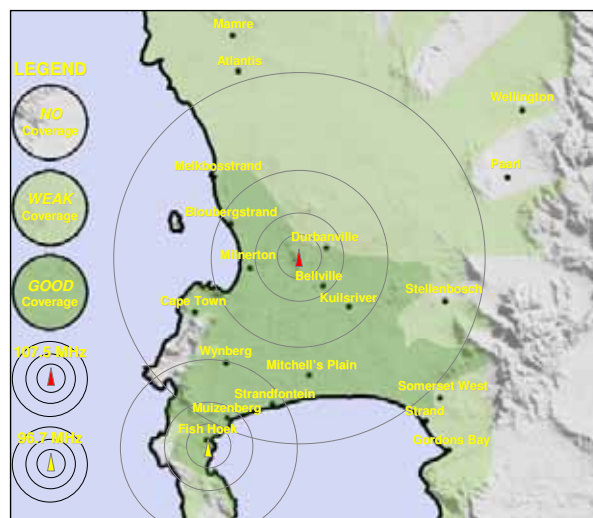 Mamre
Atlantis
LEGEND
NO
Coverage
Wellington
Paarl
Melkbosstrand
WEAK
Coverage
Bloubergstrand
Durbanville
Milnerton
Bellville
GOOD
Coverage
Kuilsriver
Stellenbosch
Cape Town
107.5 MHz
Wynberg
Mitchell's Plain
Somerset West
Strandfontein
Muizenberg
Strand
Fish Hoek
96.7 MHz
Gordons Bay